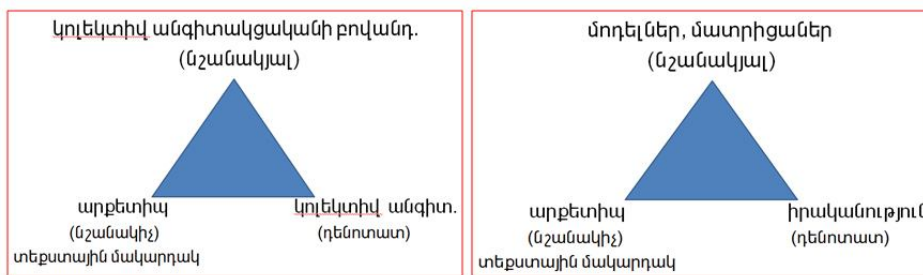 կոլեկտիվ անգիտակցականի բովանդ.
(նշանակյալ)
արքետիպ
(նշանակիչ)
տեքստային մակարդակ
կոլեկտիվ անգիտ.
(դենոտատ)
մոդելներ, մատրիցաներ
(նշանակյալ)
արքետիպ
(նշանակիչ)
տեքստային մակարդակ
իրականություն
(դենոտատ)